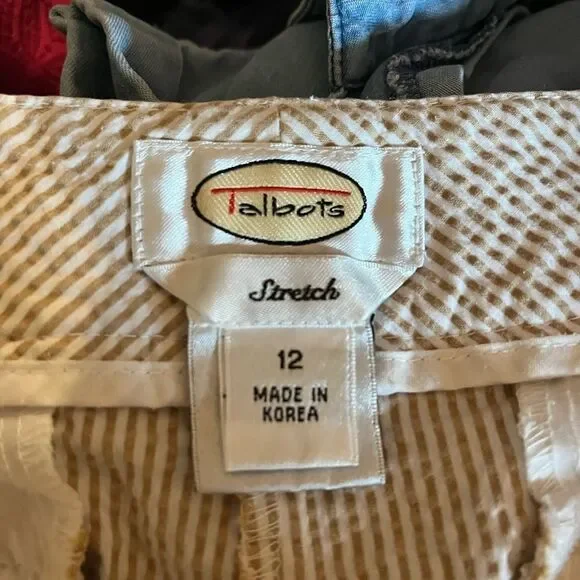 Talbots
Stretch
12
MADE IN
KOREA